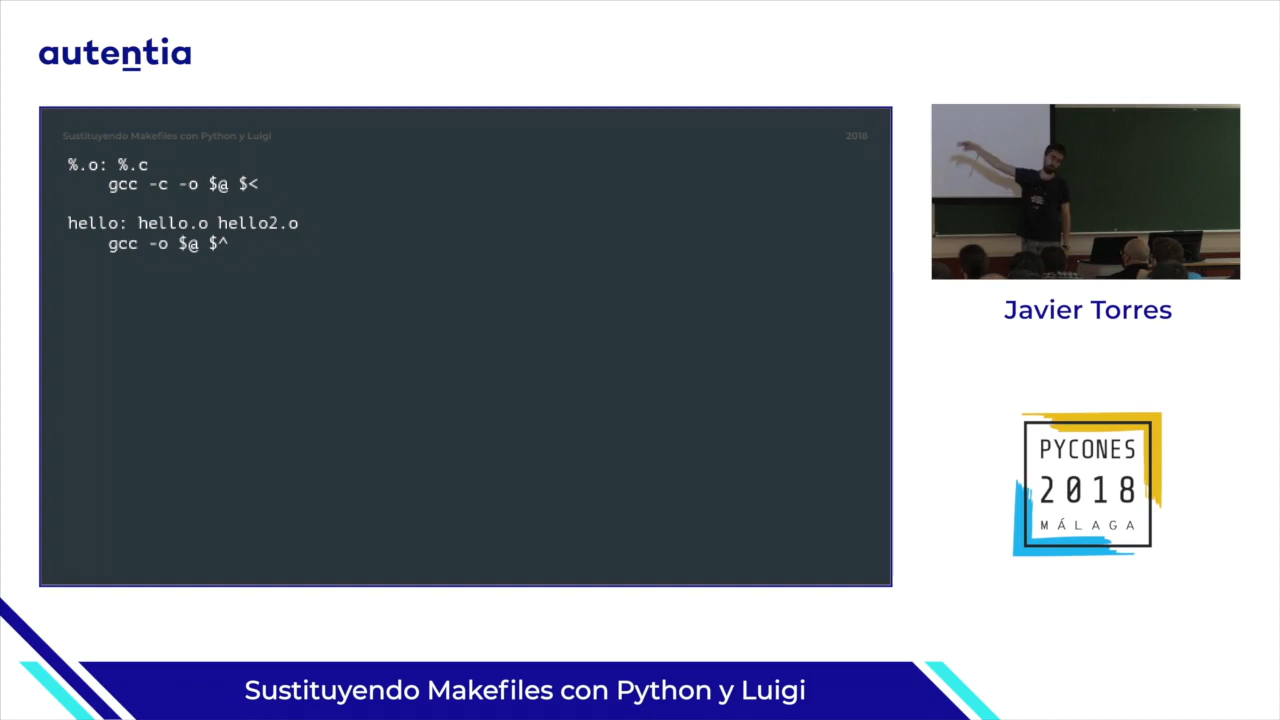 autentia
Sustituyendo Makefiles con Python y Luigi 2018
%.o: %.c
    gcc -c -o $@ $<
hello: hello.o hello2.o
    gcc -o $@ $^
Javier Torres
PYCONES
2018
MÁLAGA
Sustituyendo Makefiles con Python y Luigi